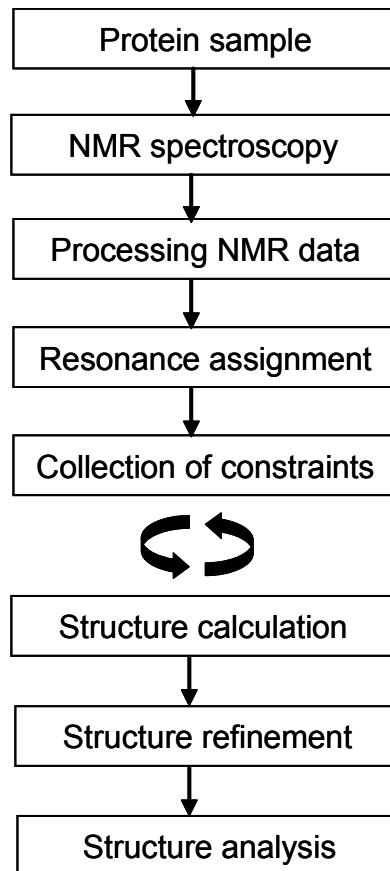 Protein sample
NMR spectroscopy
Processing NMR data
Resonance assignment
Collection of constraints
Structure calculation
Structure refinement
Structure analysis